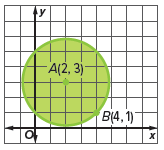 y
A(2, 3)
B(4, 1)
O
x